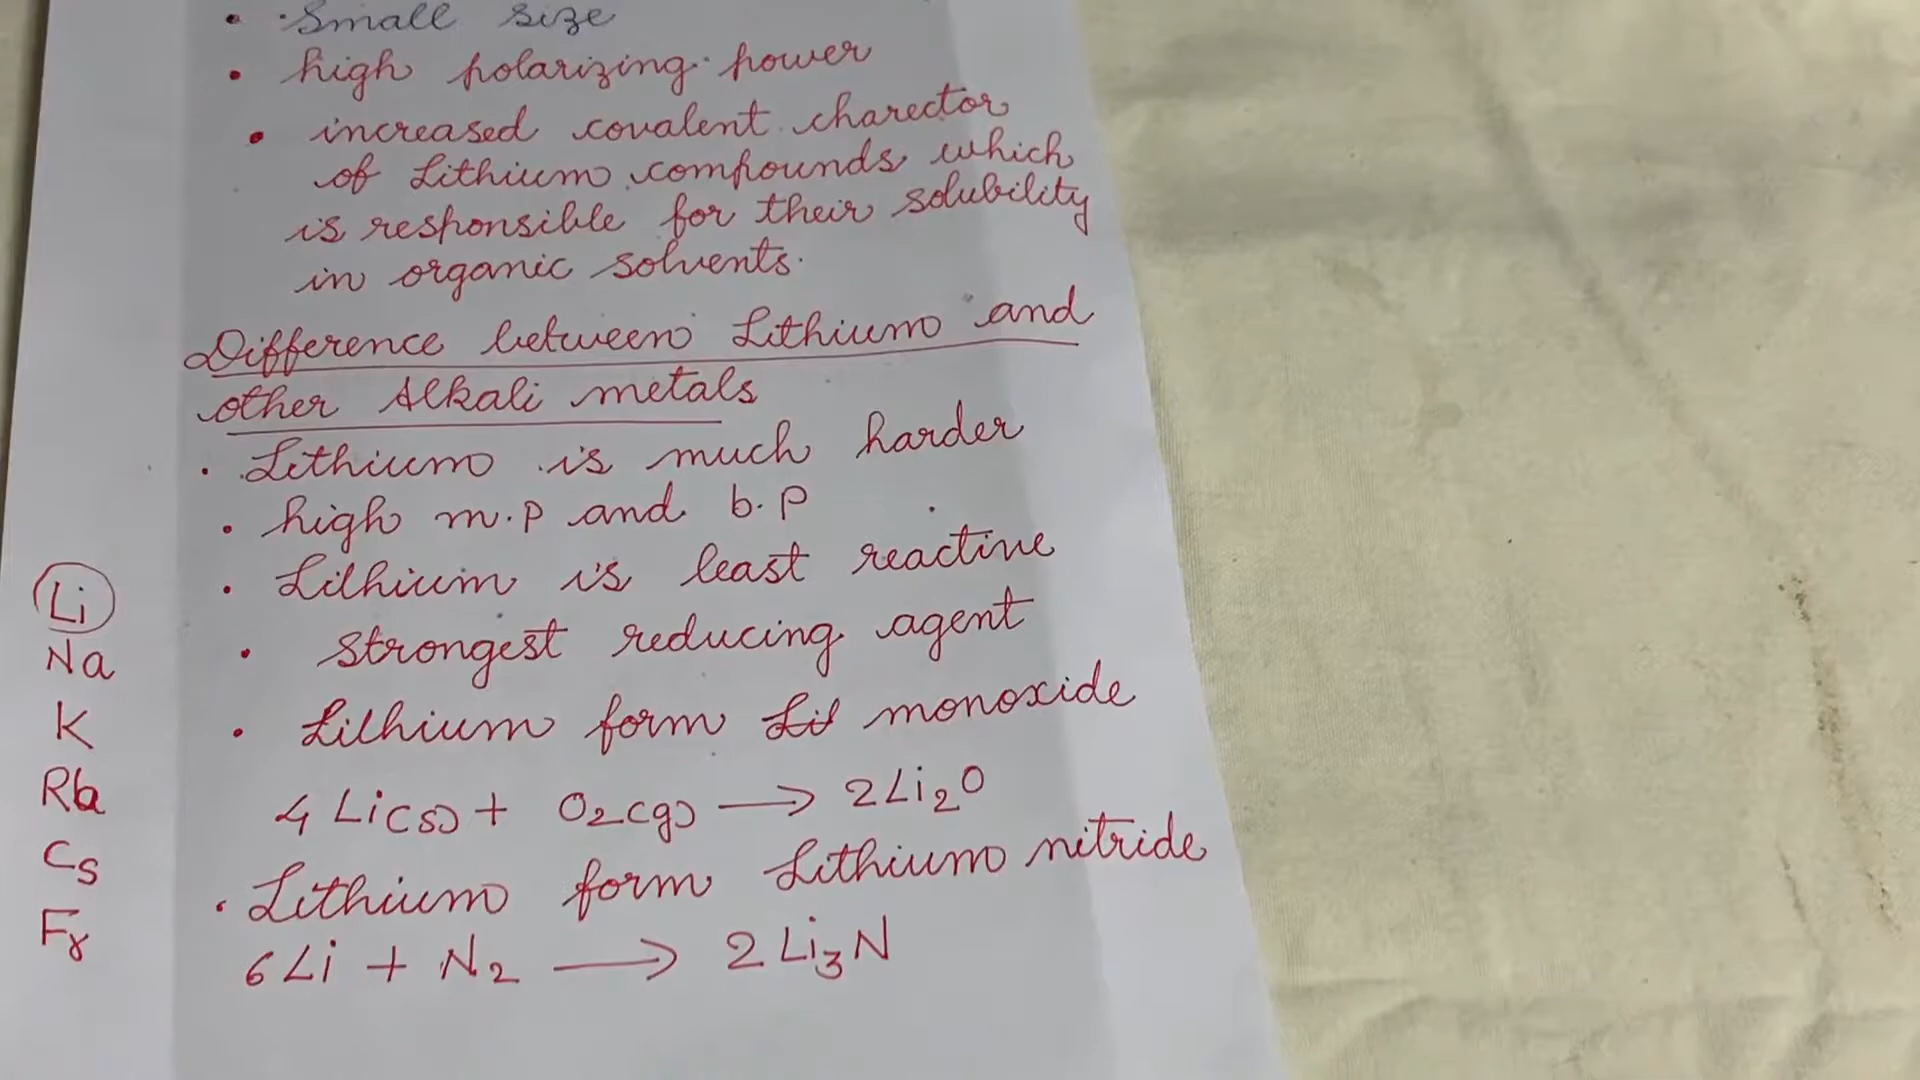 • Small size
• high polarizing power
• increased covalent charector
of Lithium compounds which
is responsible for their solubility
in organic solvents.
Difference between Lithium and
other Alkali metals
• Lithium is much harder
• high m.p and b.p
• Lithium is least reactive
• strongest reducing agent
• Lithium form monoxide
4 Li(s) + O₂(g) → 2Li₂O
• Lithium form Lithium nitride
6Li + N₂ → 2Li₃N
Li
Na
K
Rb
Cs
Fr